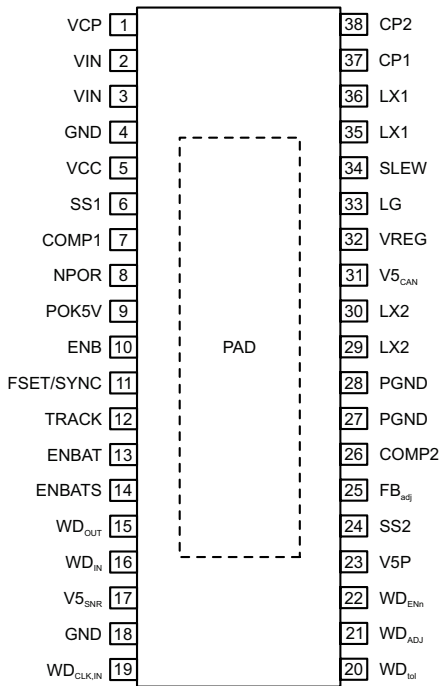 VCP 1 38 CP2
VIN 2 37 CP1
VIN 3 36 LX1
GND 4 35 LX1
VCC 5 34 SLEW
SS1 6 33 LG
COMP1 7 32 VREG
NPOR 8 31 V5CAN
POK5V 9 30 LX2
ENB 10 PAD 29 LX2
FSET/SYNC 11 28 PGND
TRACK 12 27 PGND
ENBAT 13 26 COMP2
ENBATS 14 25 FBadj
WDOUT 15 24 SS2
WDIN 16 23 V5P
V5SNR 17 22 WDENn
GND 18 21 WDADJ
WDCLK,IN 19 20 WDtol